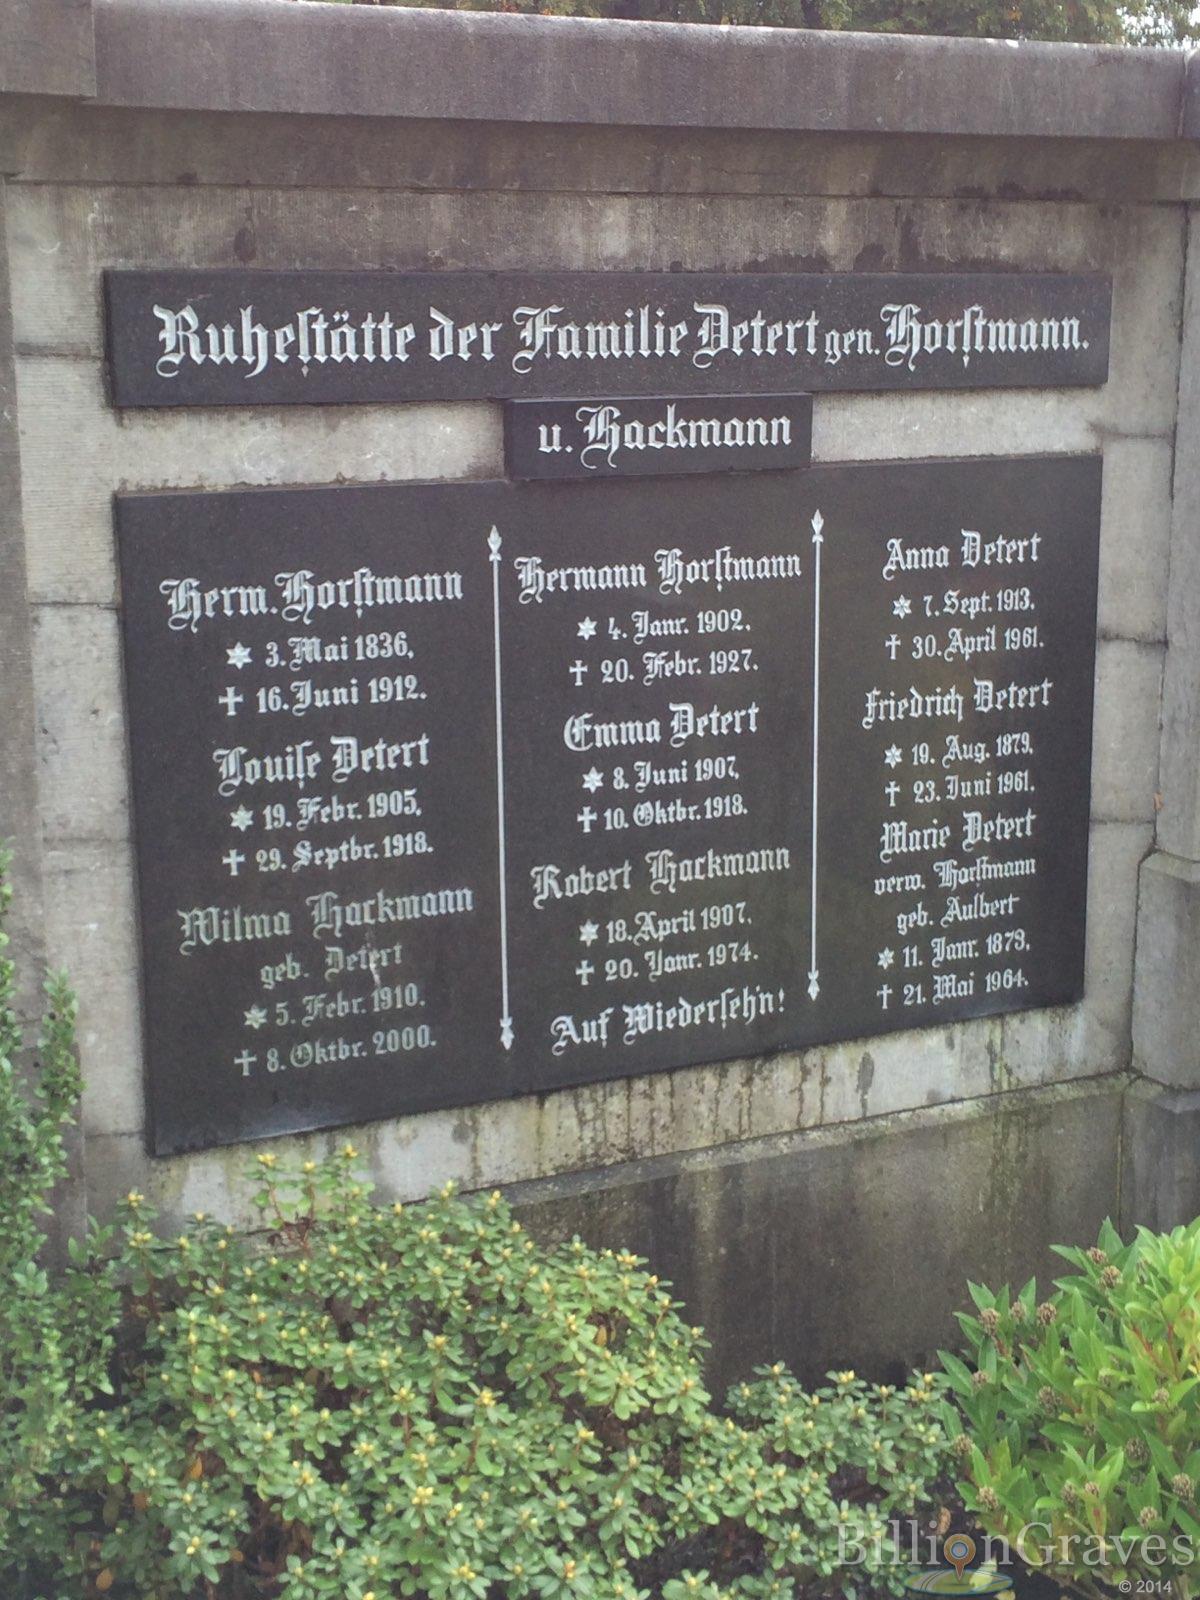 Ruheſtätte der Familie Detert gen. Horſtmann.
u. Hackmann
Herm. Horſtmann
* 3. Mai 1836,
† 16. Juni 1912.
Louiſe Detert
* 19. Febr. 1905,
† 29. Septbr. 1918.
Wilma Hackmann
geb. Detert
* 5. Febr. 1910.
† 8. Oktbr. 2000.
Hermann Horſtmann
* 4. Janr. 1902,
† 20. Febr. 1927.
Emma Detert
* 8. Juni 1907,
† 10. Oktbr. 1918.
Robert Hackmann
* 18. April 1907,
† 20. Janr. 1974.
Auf Wiederſeh'n!
Anna Detert
* 7. Sept. 1913,
† 30. April 1961.
Friedrich Detert
* 19. Aug. 1879,
† 23. Juni 1961.
Marie Detert
verw. Horſtmann
geb. Aulbert
* 11. Janr. 1873,
† 21. Mai 1964.
BillionGraves
© 2014